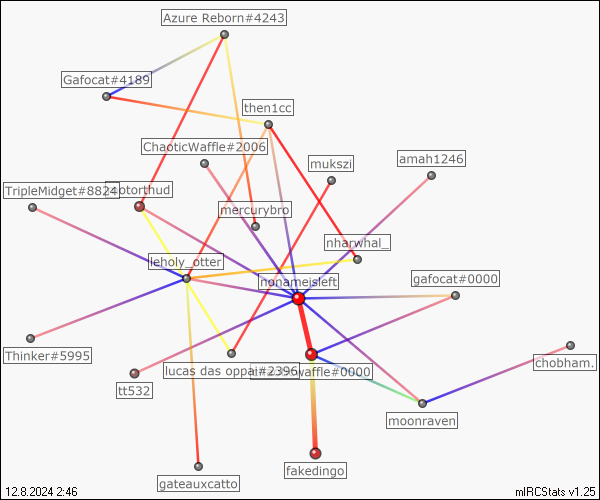 Azure Reborn#4243
Gafocat#4189
then1cc
ChaoticWaffle#2006
mukszi
amah1246
TripleMidget#8824
motorthud
mercurybro
nharwhal_
leholy_otter
nonameisleft
gafocat#0000
Thinker#5995
lucas das oppai#2396
waffle#0000
chobham.
tt532
moonraven
fakedingo
gateauxcatto
12.8.2024 2:46
mIRCStats v1.25